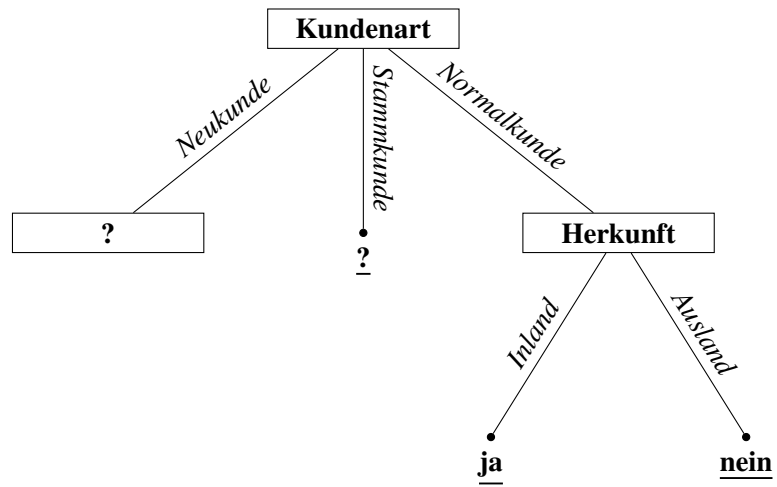 Kundenart
Neukunde
Stammkunde
Normalkunde
?
?
Herkunft
Inland
Ausland
ja
nein